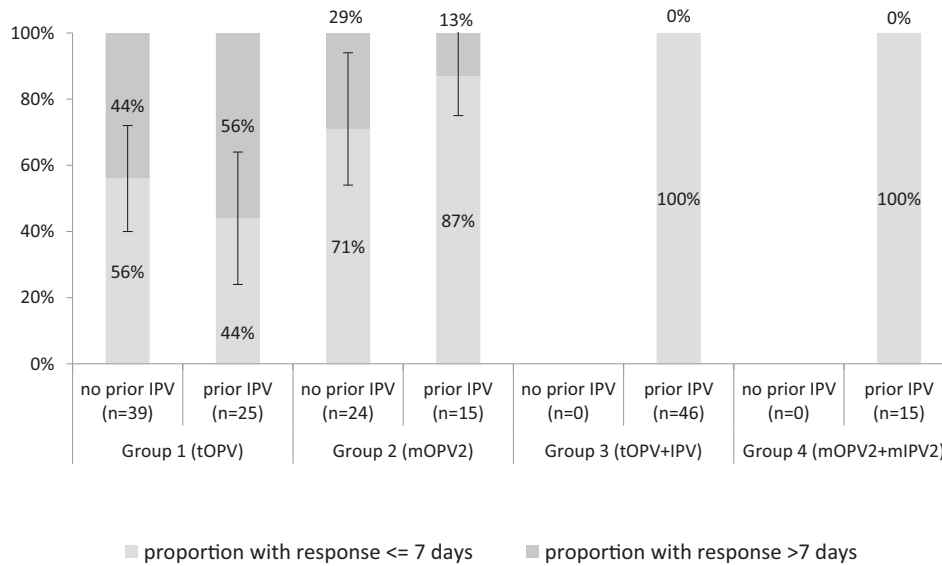 29% 13% 0% 0%
100%
80%
60%
40%
20%
0%
44% 56%
56% 44% 71% 87% 100% 100%
no prior IPV prior IPV no prior IPV prior IPV no prior IPV prior IPV no prior IPV prior IPV
(n=39) (n=25) (n=24) (n=15) (n=0) (n=46) (n=0) (n=15)
Group 1 (tOPV) Group 2 (mOPV2) Group 3 (tOPV+IPV) Group 4 (mOPV2+mIPV2)
proportion with response <= 7 days proportion with response >7 days